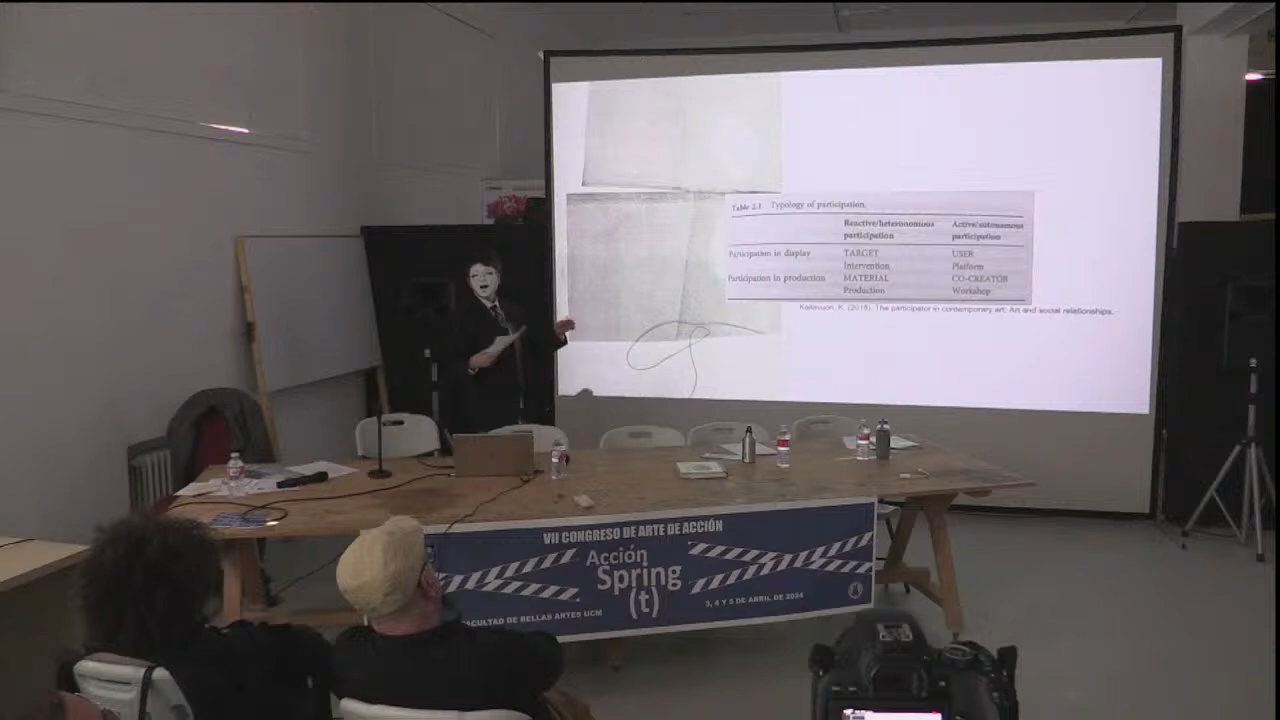 Table 2.1 Typology of participation.
Reactive/heteronomous participation
Active/autonomous participation
Participation in display
TARGET
USER
Intervention
Platform
Participation in production
MATERIAL
CO-CREATOR
Production
Workshop
K. (2018). The participator in contemporary art: Art and social relationships.
VII CONGRESO DE ARTE DE ACCIÓN
Acción
Spring
(t)
FACULTAD DE BELLAS ARTES UCM
3, 4 Y 5 DE ABRIL DE 2024